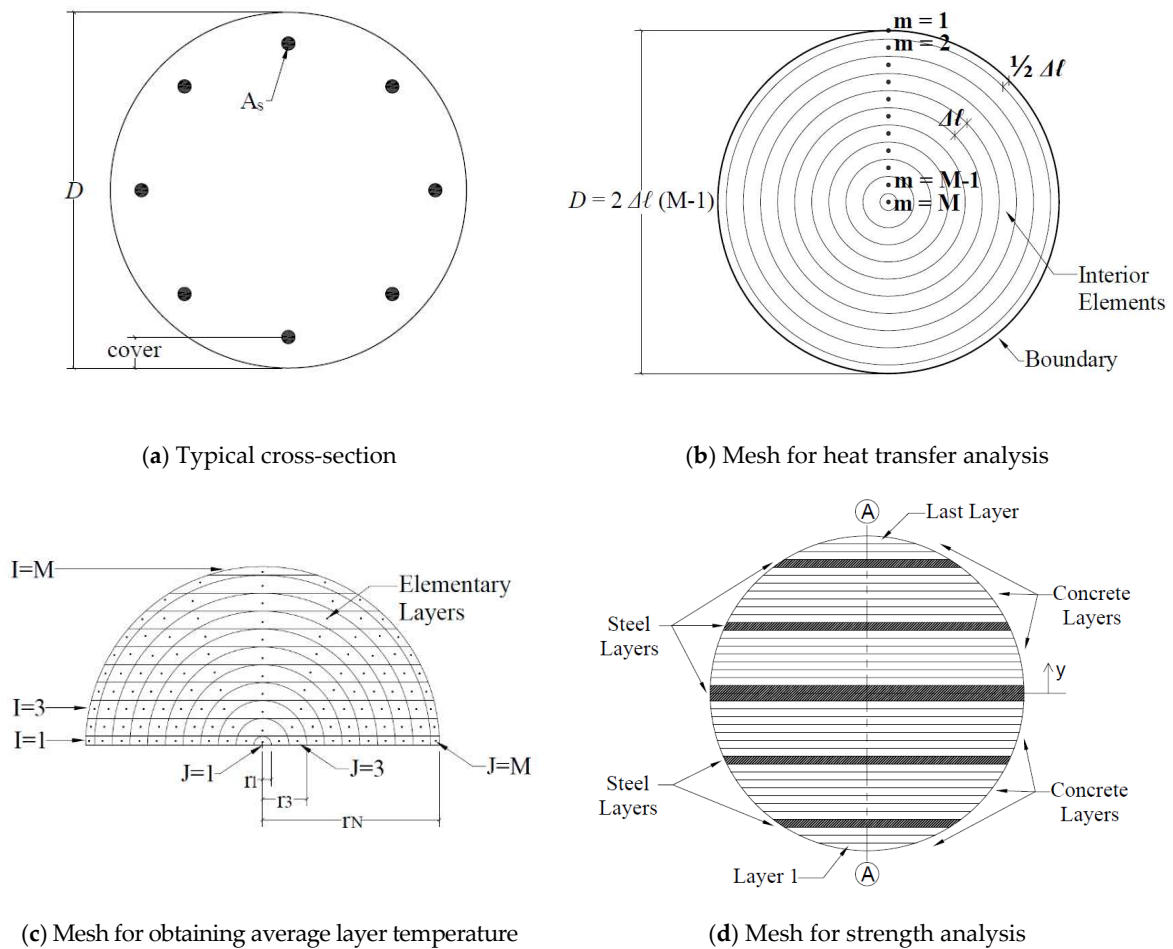 D
A_s
cover
(a) Typical cross-section
m = 1
m = 2
½ Δℓ
Δℓ
m = M-1
m = M
D = 2 Δℓ (M-1)
Interior
Elements
Boundary
(b) Mesh for heat transfer analysis
I=M
Elementary
Layers
I=3
I=1
J=1
J=3
J=M
r1
r3
rN
(c) Mesh for obtaining average layer temperature
A
Last Layer
Steel
Layers
Concrete
Layers
y
Steel
Layers
Concrete
Layers
Layer 1
A
(d) Mesh for strength analysis